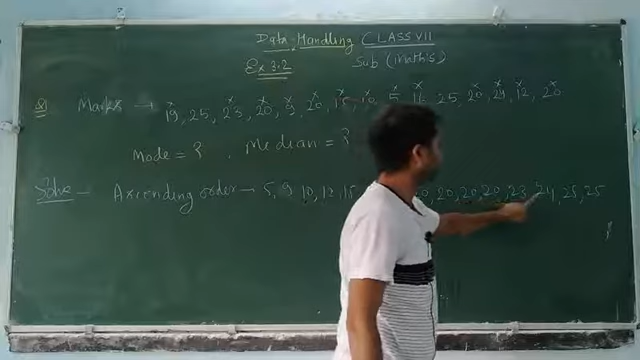 Data Handling CLASS VII
Ex 3.2 Sub (Maths)
Q Marks → 19, 25, 23, 20, 9, 20, 15, 10, 5, 16, 25, 20, 24, 12, 20
Mode = ? , Median = ?
Solve - Ascending order - 5, 9, 10, 12, 15 20, 20, 20, 23, 24, 25, 25